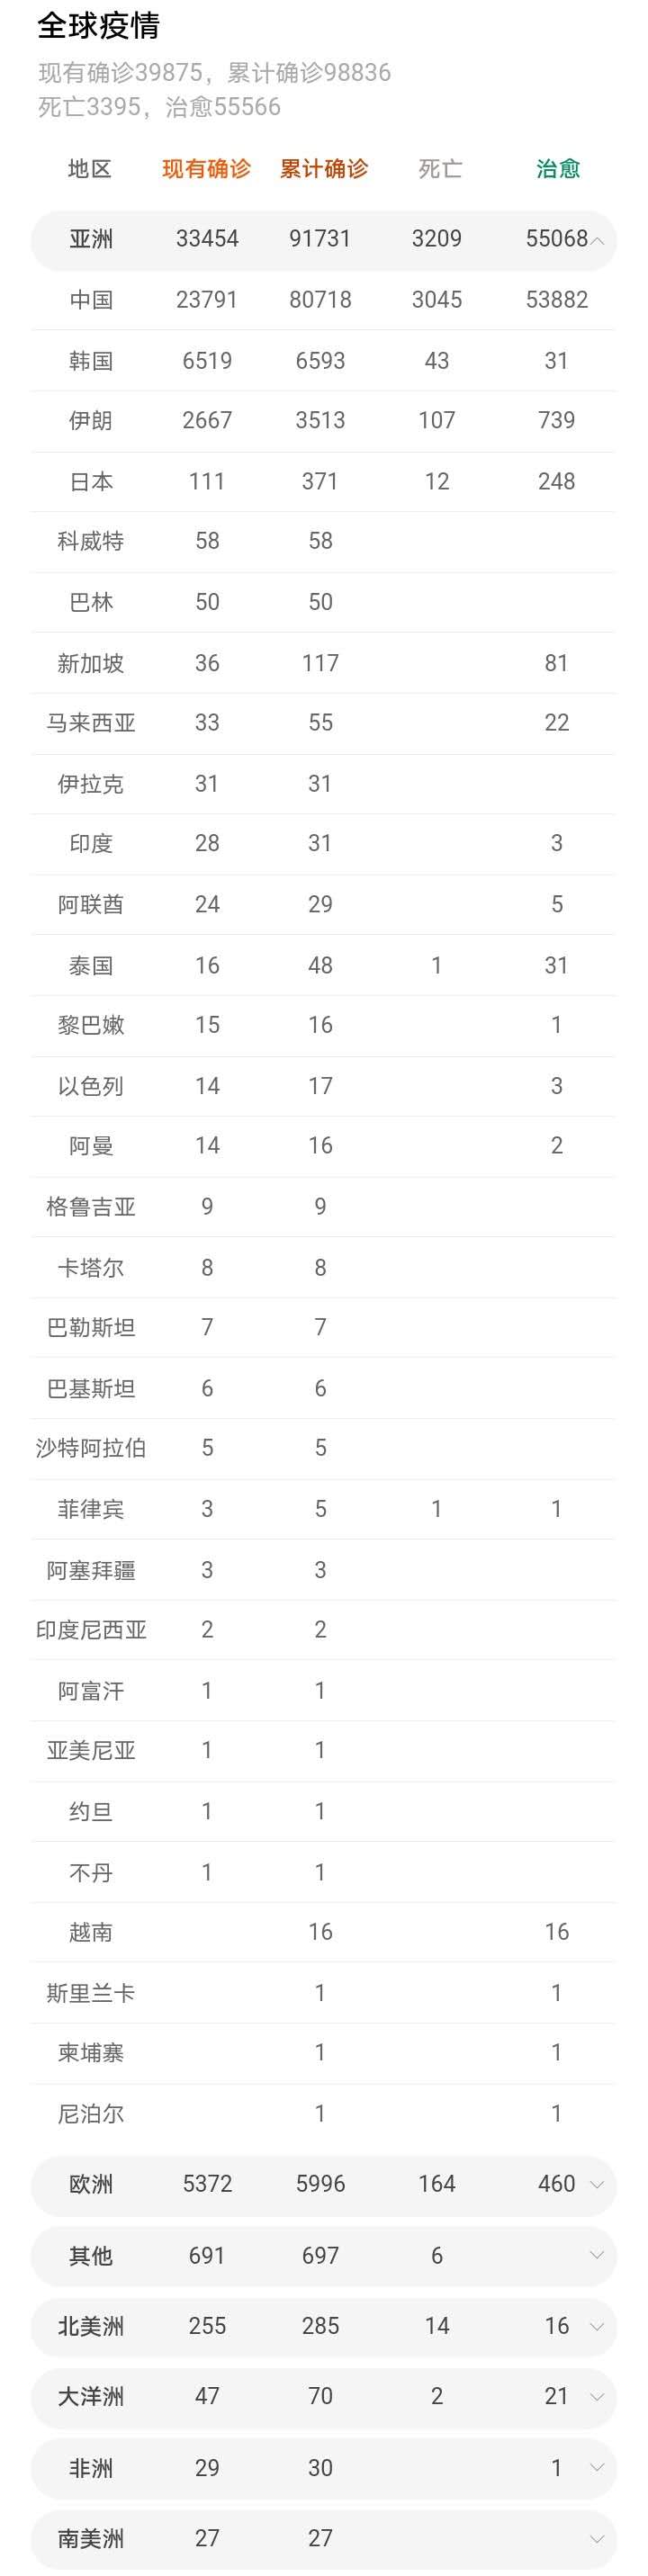 全球疫情
现有确诊39875，累计确诊98836
死亡3395，治愈55566
地区 现有确诊 累计确诊 死亡 治愈
亚洲 33454 91731 3209 55068
中国 23791 80718 3045 53882
韩国 6519 6593 43 31
伊朗 2667 3513 107 739
日本 111 371 12 248
科威特 58 58
巴林 50 50
新加坡 36 117 81
马来西亚 33 55 22
伊拉克 31 31
印度 28 31 3
阿联酋 24 29 5
泰国 16 48 1 31
黎巴嫩 15 16 1
以色列 14 17 3
阿曼 14 16 2
格鲁吉亚 9 9
卡塔尔 8 8
巴勒斯坦 7 7
巴基斯坦 6 6
沙特阿拉伯 5 5
菲律宾 3 5 1 1
阿塞拜疆 3 3
印度尼西亚 2 2
阿富汗 1 1
亚美尼亚 1 1
约旦 1 1
不丹 1 1
越南 16 16
斯里兰卡 1 1
柬埔寨 1 1
尼泊尔 1 1
欧洲 5372 5996 164 460
其他 691 697 6
北美洲 255 285 14 16
大洋洲 47 70 2 21
非洲 29 30 1
南美洲 27 27